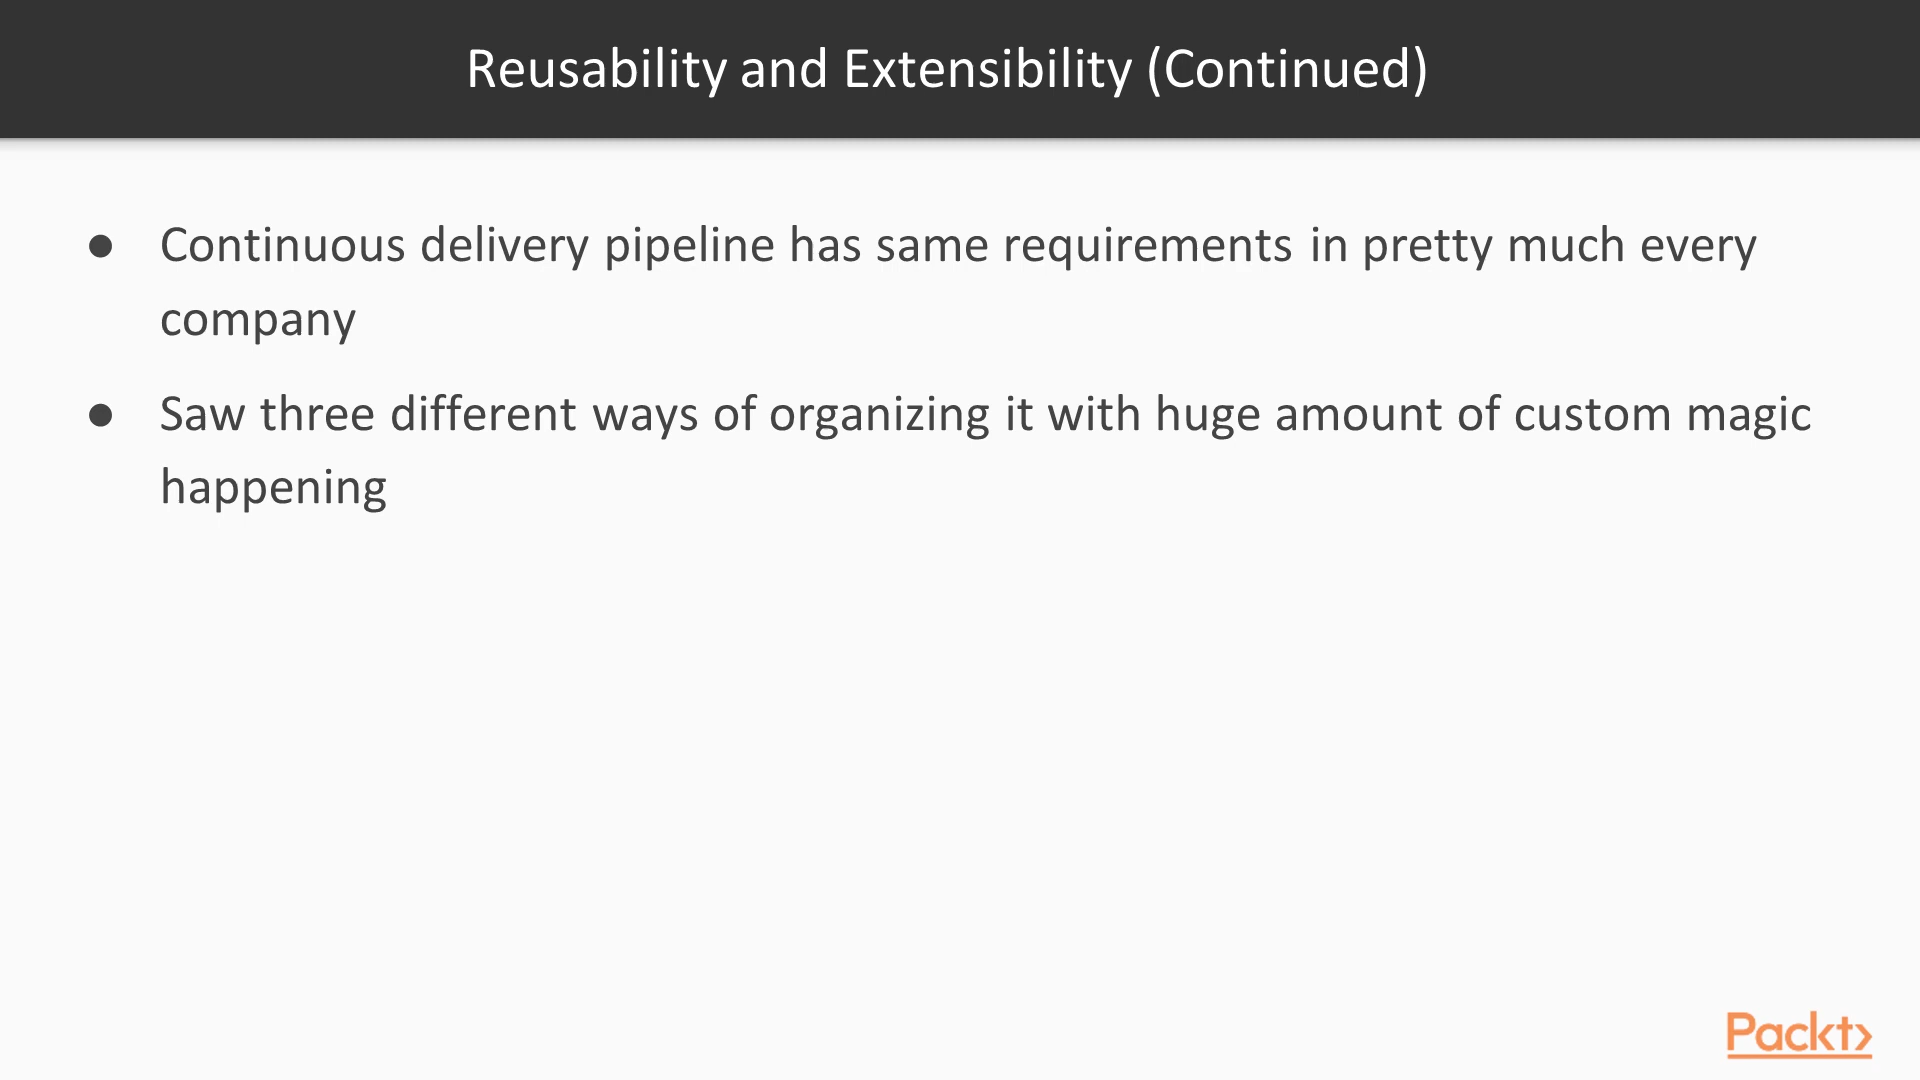 Reusability and Extensibility (Continued)
● Continuous delivery pipeline has same requirements in pretty much every
company
● Saw three different ways of organizing it with huge amount of custom magic
happening
Packt>